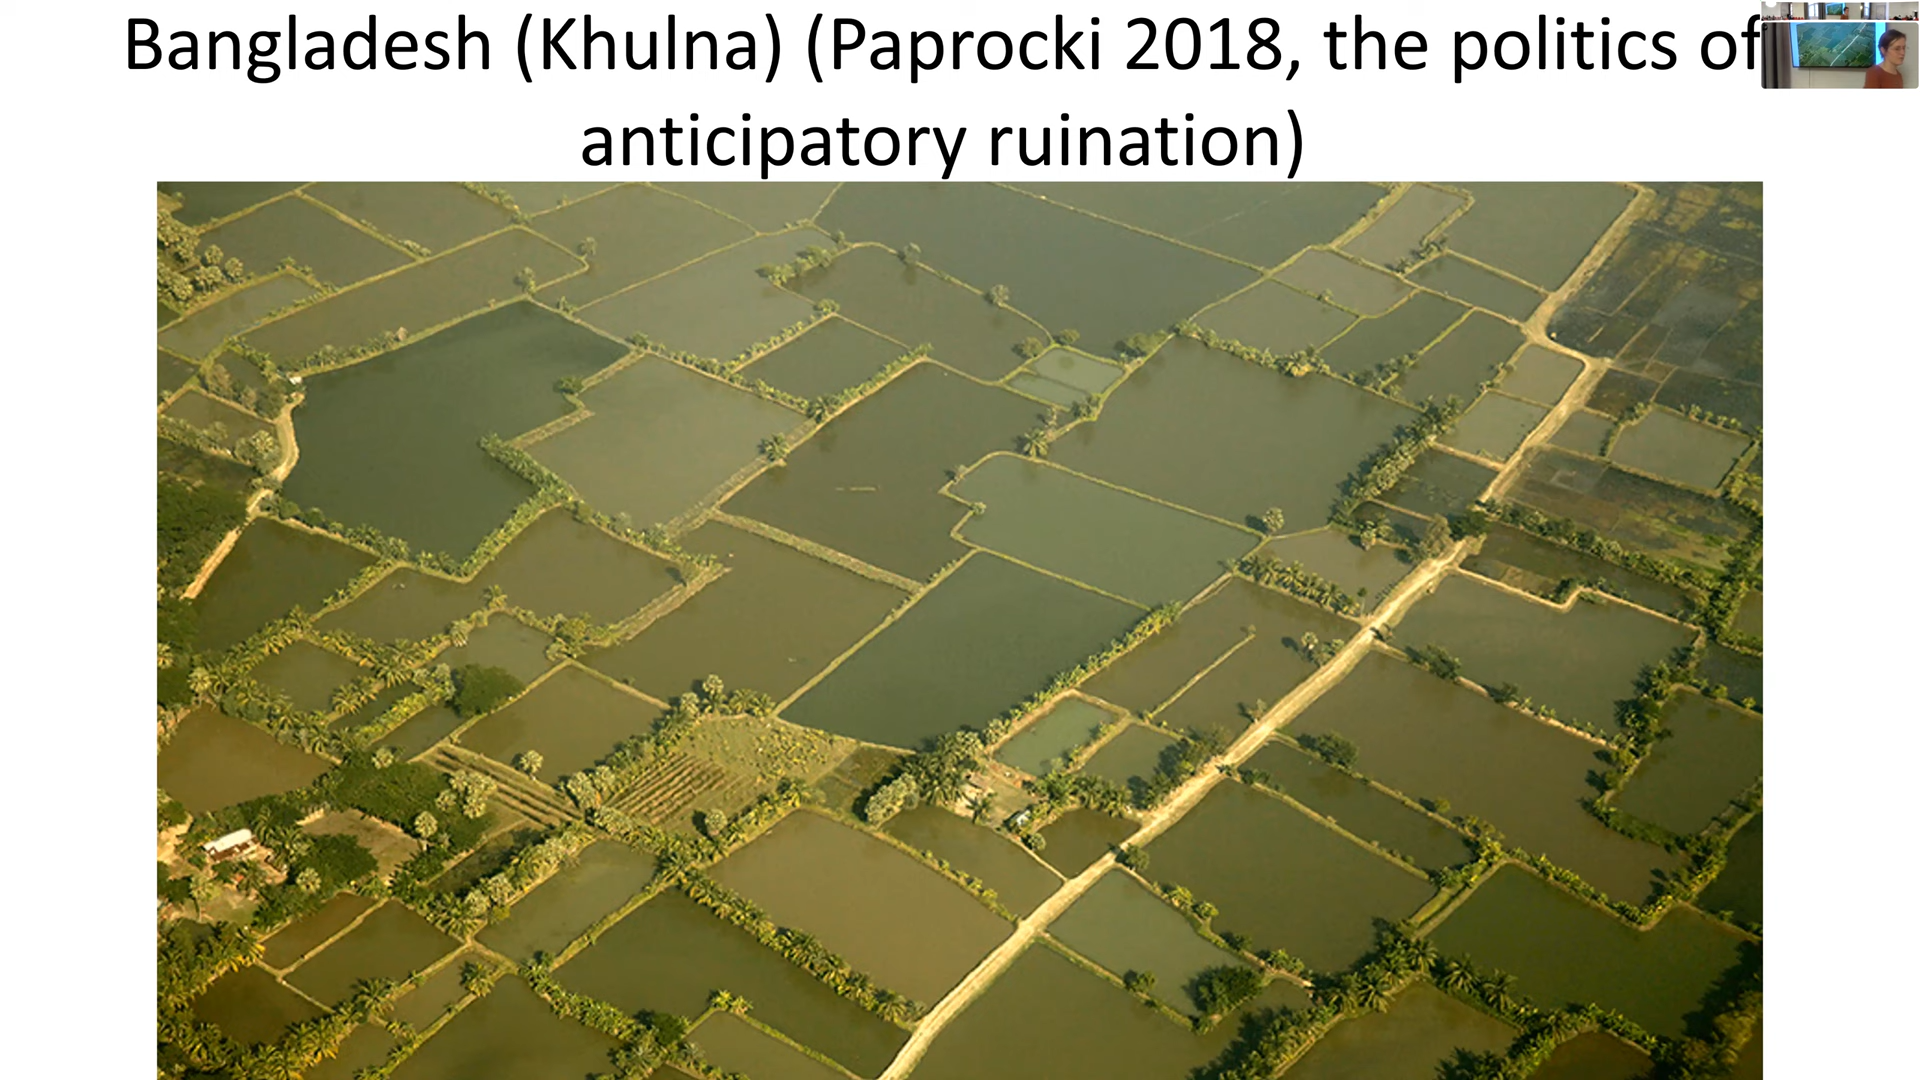 Bangladesh (Khulna) (Paprocki 2018, the politics of
anticipatory ruination)